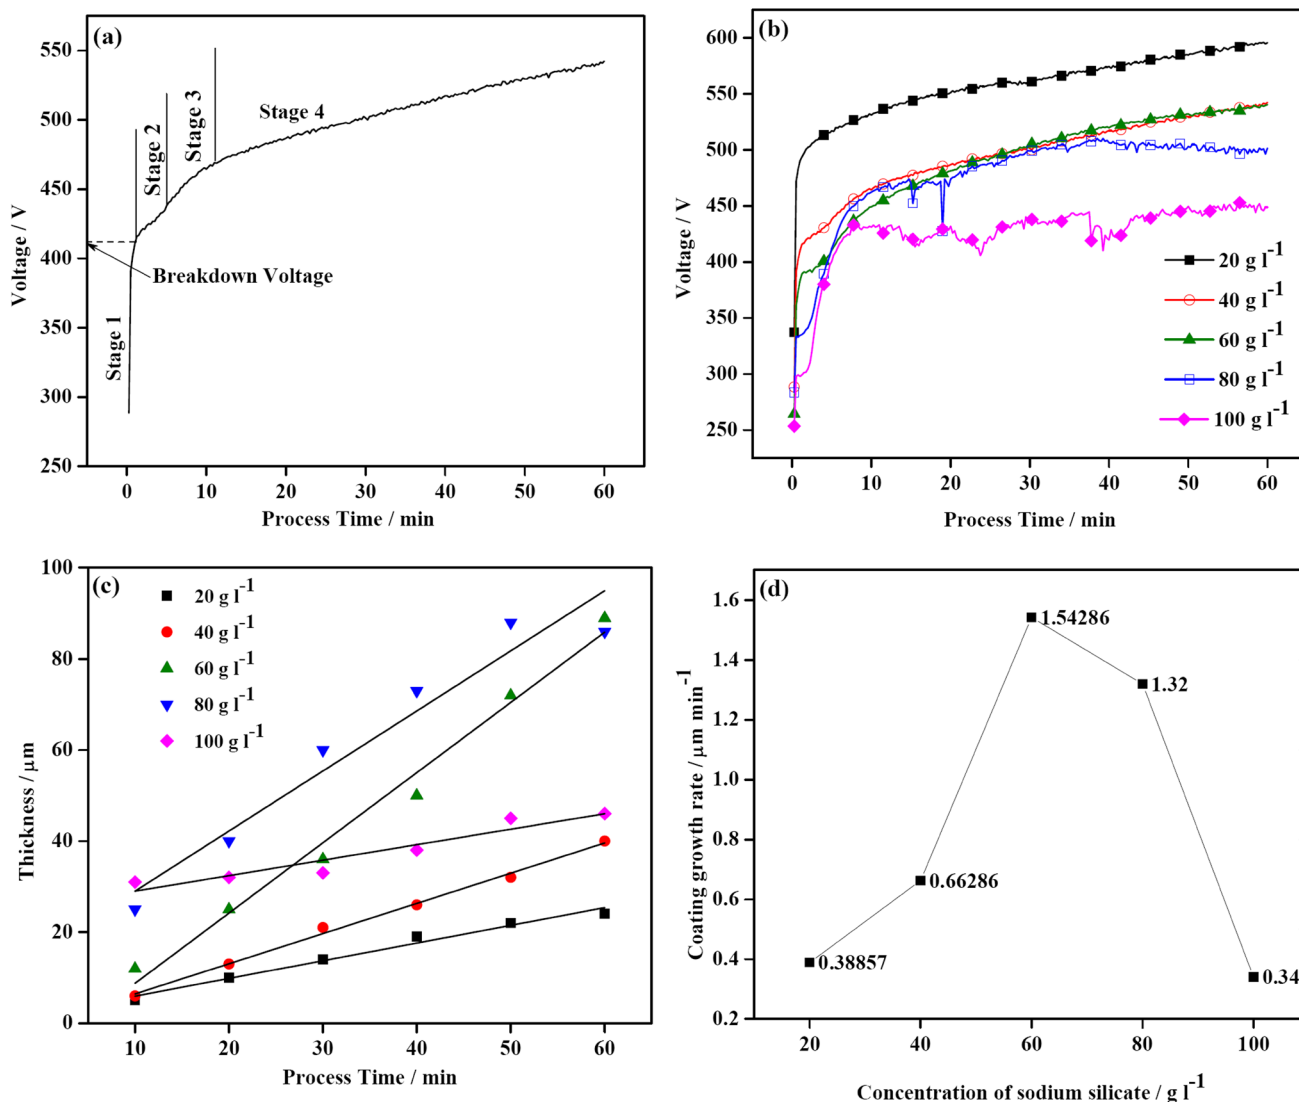 (a)
550
500
450
400
350
300
250
Voltage / V
Stage 1
Stage 2
Stage 3
Stage 4
Breakdown Voltage
0 10 20 30 40 50 60
Process Time / min
(b)
600
550
500
450
400
350
300
250
Voltage / V
20 g l⁻¹
40 g l⁻¹
60 g l⁻¹
80 g l⁻¹
100 g l⁻¹
0 10 20 30 40 50 60
Process Time / min
(c)
100
80
60
40
20
0
Thickness / μm
20 g l⁻¹
40 g l⁻¹
60 g l⁻¹
80 g l⁻¹
100 g l⁻¹
10 20 30 40 50 60
Process Time / min
(d)
1.6
1.4
1.2
1.0
0.8
0.6
0.4
0.2
Coating growth rate / μm min⁻¹
1.54286
1.32
0.66286
0.38857
0.34
20 40 60 80 100
Concentration of sodium silicate / g l⁻¹